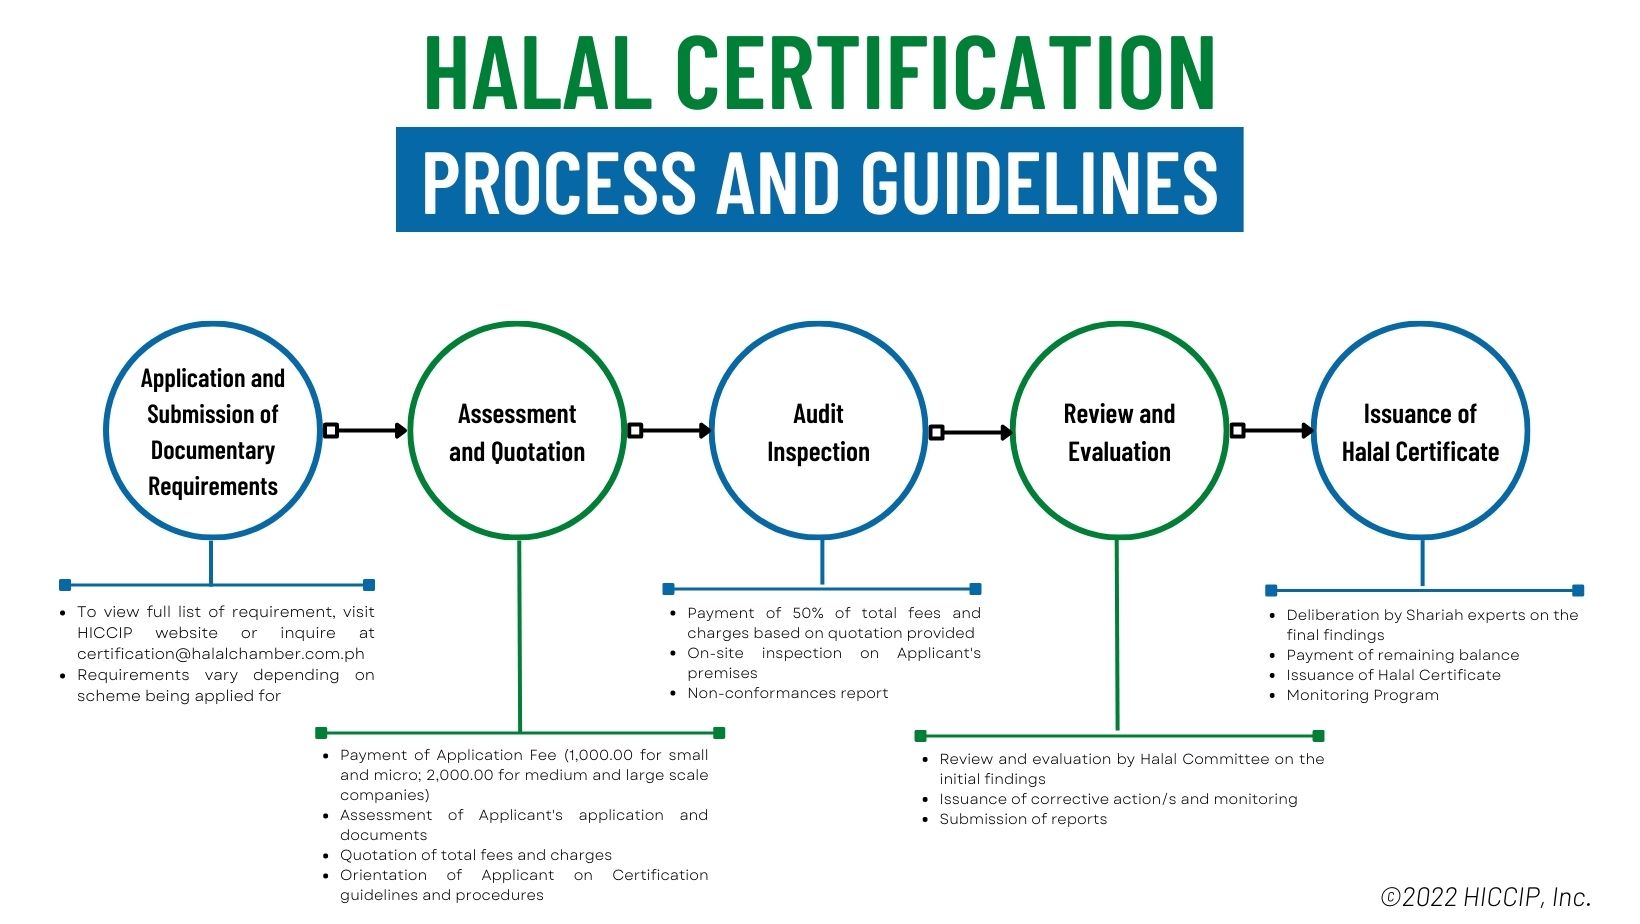 HALAL CERTIFICATION
PROCESS AND GUIDELINES
Application and
Submission of
Documentary
Requirements
Assessment
and Quotation
Audit
Inspection
Review and
Evaluation
Issuance of
Halal Certificate
• To view full list of requirement, visit
HICCIP website or inquire at
certification@halalchamber.com.ph
• Requirements vary depending on
scheme being applied for
• Payment of Application Fee (1,000.00 for small
and micro; 2,000.00 for medium and large scale
companies)
• Assessment of Applicant's application and
documents
• Quotation of total fees and charges
• Orientation of Applicant on Certification
guidelines and procedures
• Payment of 50% of total fees and
charges based on quotation provided
• On-site inspection on Applicant's
premises
• Non-conformances report
• Review and evaluation by Halal Committee on the
initial findings
• Issuance of corrective action/s and monitoring
• Submission of reports
• Deliberation by Shariah experts on the
final findings
• Payment of remaining balance
• Issuance of Halal Certificate
• Monitoring Program
©2022 HICCIP, Inc.